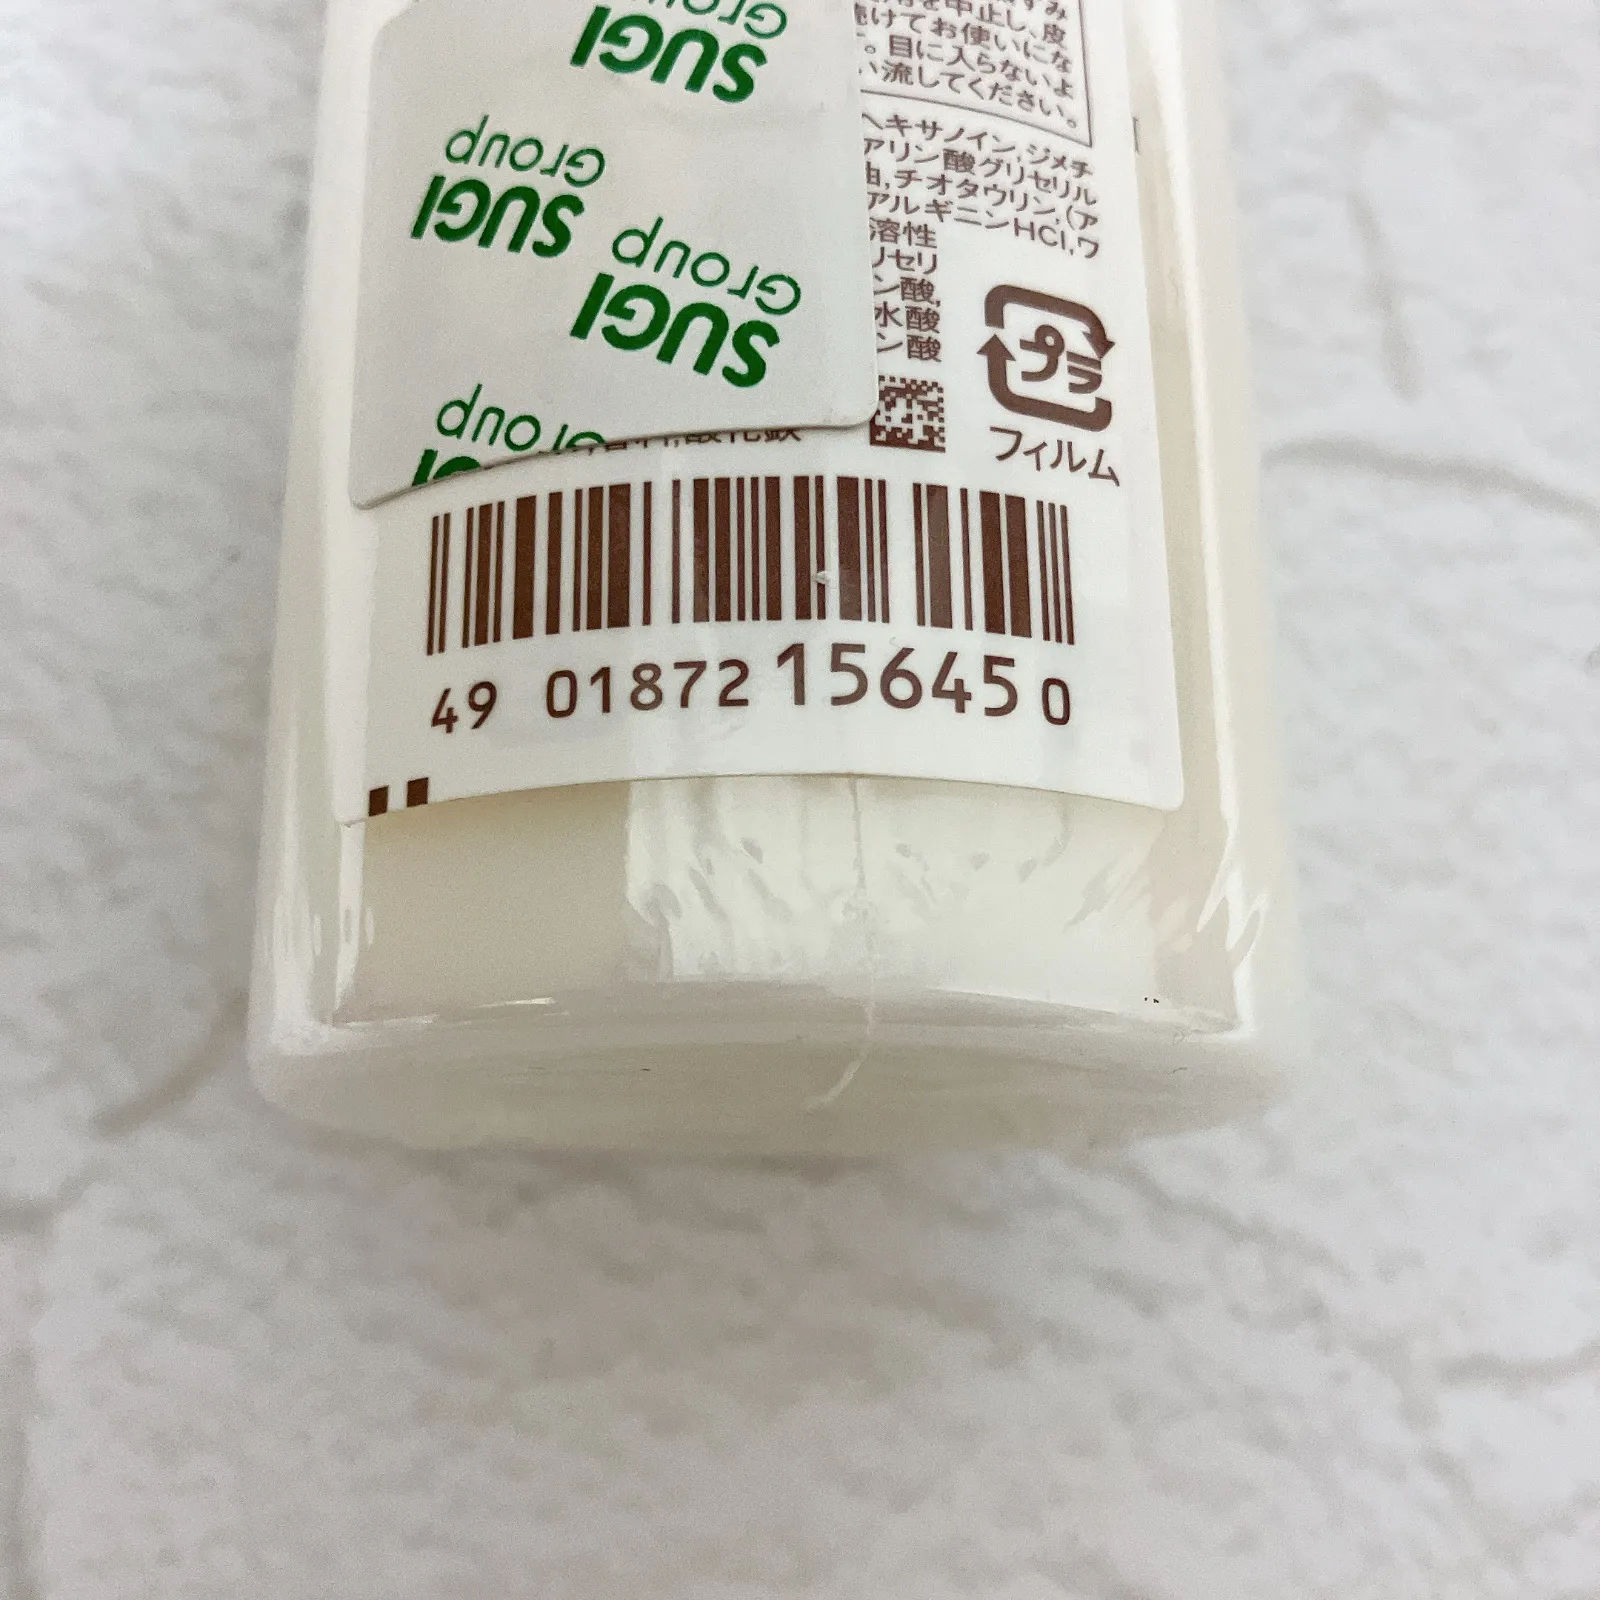 Group
SUGI
Group
SUGI
Group
SUGI
Group
を中止し、皮
けてお使いにな
。目に入らないよ
い流してください。
ヘキサノイン,ジメチ
アリン酸グリセリル
油,チオタウリン,(ア
アルギニンHCl,ワ
溶性
リセリ
ン酸,
水酸
ン酸
プラ
フィルム
49 01872 15645 0